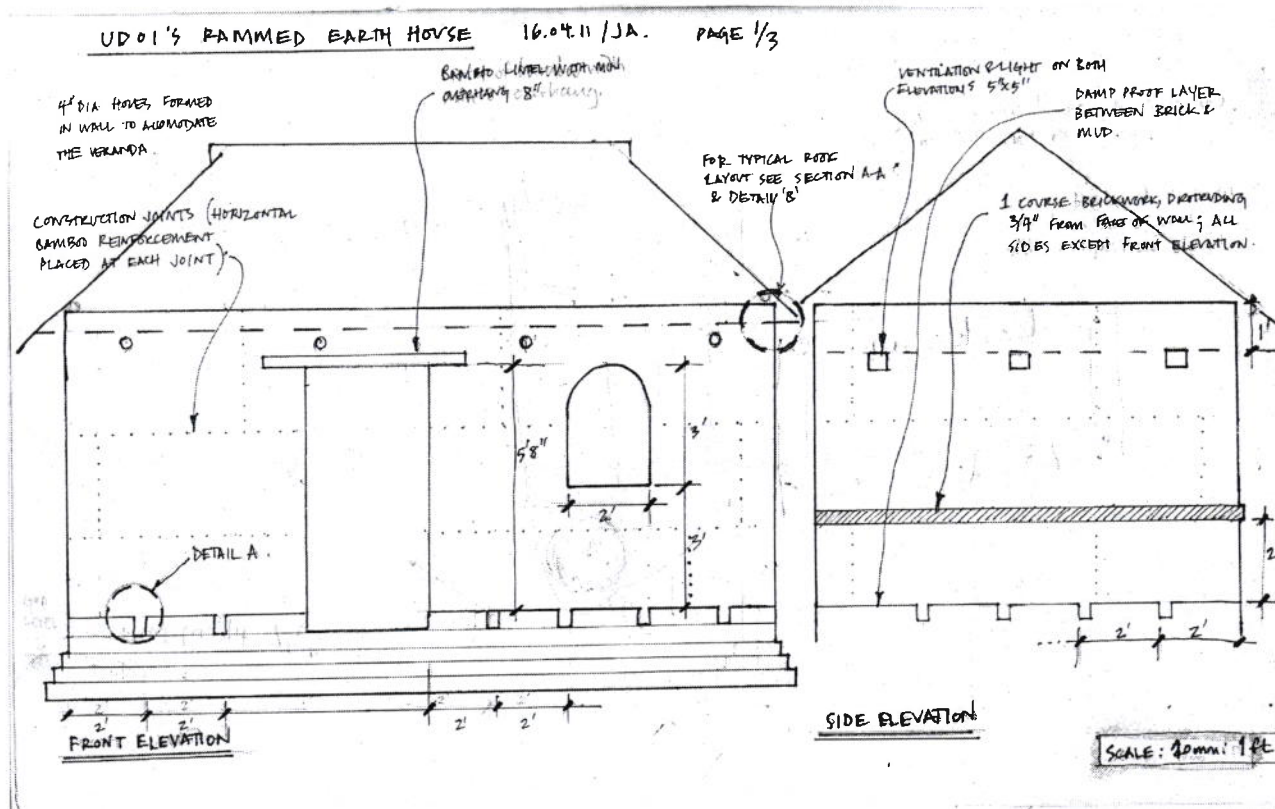 UDOI'S RAMMED EARTH HOUSE 16.04.11 / JA. PAGE 1/3
4" DIA HOLES FORMED
IN WALL TO ACCOMODATE
THE VERANDA.
BAMBOO LINTEL WITH MIN
OVERHANG 8"
VENTILATION & LIGHT ON BOTH
ELEVATIONS 5"x5"
DAMP PROOF LAYER
BETWEEN BRICK &
MUD.
FOR TYPICAL ROOF
LAYOUT SEE SECTION A-A
& DETAIL 'B'
CONSTRUCTION JOINTS (HORIZONTAL
BAMBOO REINFORCEMENT
PLACED AT EACH JOINT)
1 COURSE BRICKWORK, PROTRUDING
3/4" FROM FACE OF WALL; ALL
SIDES EXCEPT FRONT ELEVATION.
1'
5'8"
3'
2'
3'
DETAIL A.
2
2'
2'
2'
2'
2'
2'
FRONT ELEVATION
SIDE ELEVATION
SCALE: 20mm: 1ft